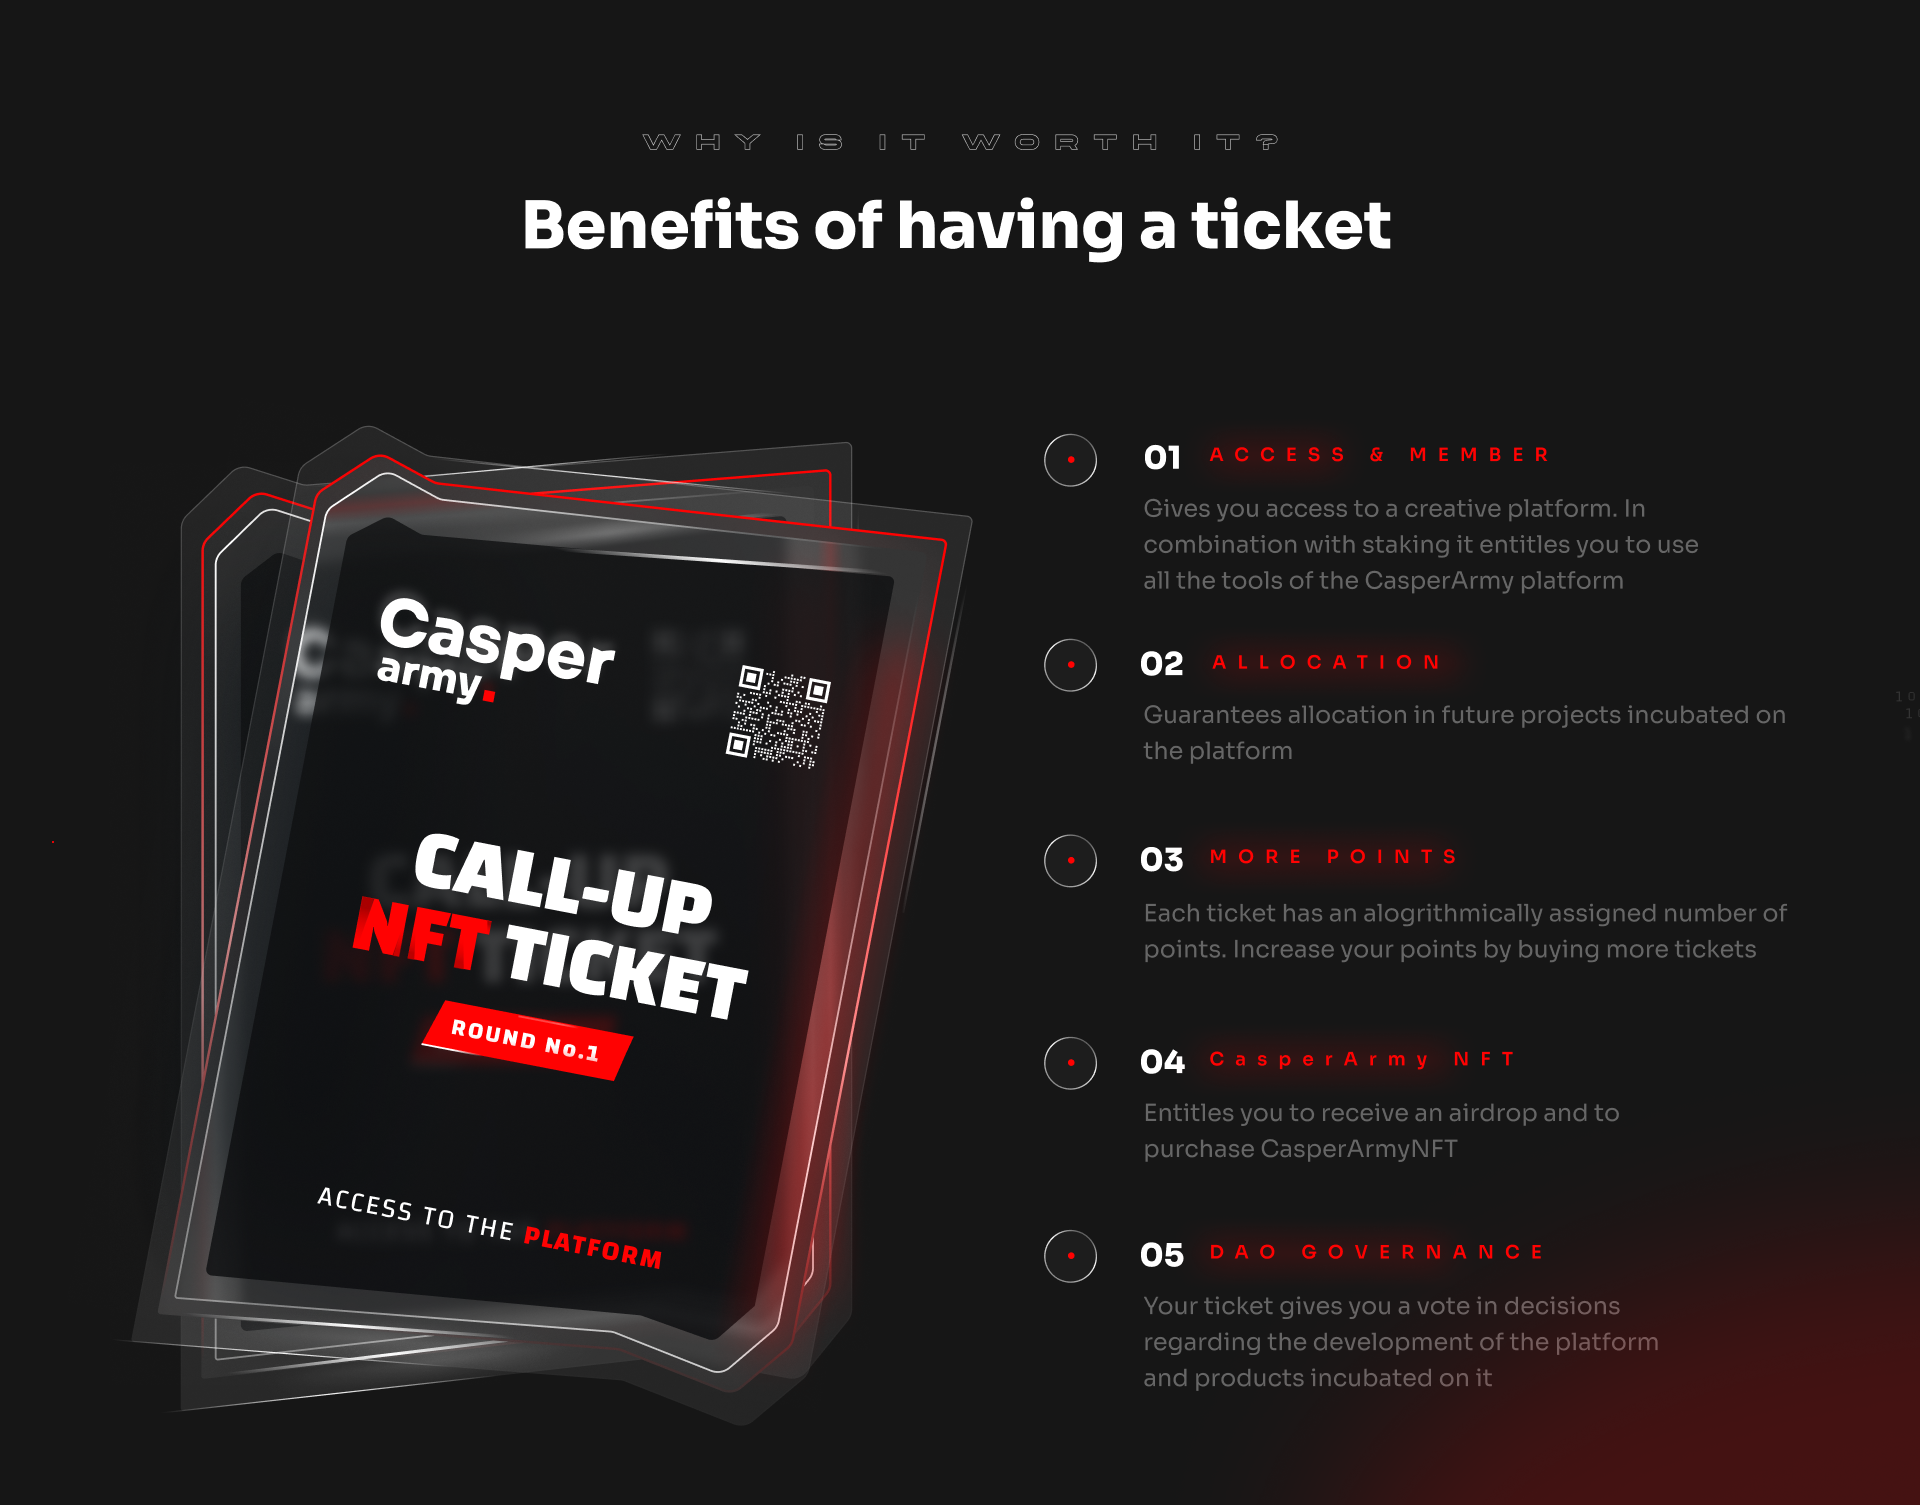 WHY IS IT WORTH IT?
Benefits of having a ticket
Casper
army.
CALL-UP
NFT TICKET
ROUND No.1
ACCESS TO THE PLATFORM
01 ACCESS & MEMBER
Gives you access to a creative platform. In
combination with staking it entitles you to use
all the tools of the CasperArmy platform
02 ALLOCATION
Guarantees allocation in future projects incubated on
the platform
03 MORE POINTS
Each ticket has an alogrithmically assigned number of
points. Increase your points by buying more tickets
04 CasperArmy NFT
Entitles you to receive an airdrop and to
purchase CasperArmyNFT
05 DAO GOVERNANCE
Your ticket gives you a vote in decisions
regarding the development of the platform
and products incubated on it